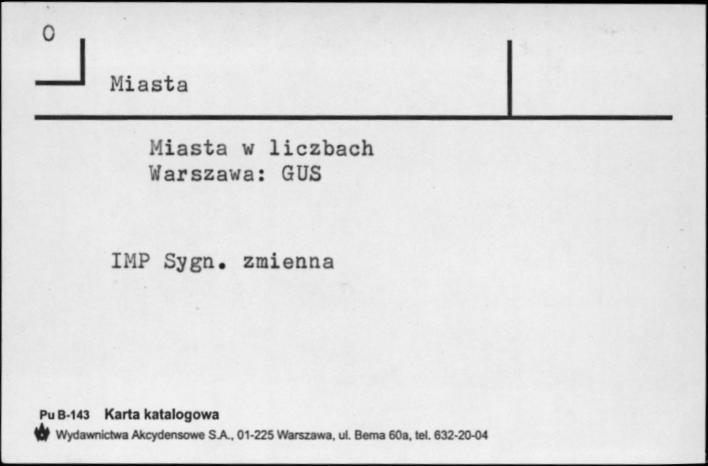 O
Miasta
Miasta w liczbach
Warszawa: GUS
IMP Sygn. zmienna
Pu B-143 Karta katalogowa
Wydawnictwa Akcydensowe S.A., 01-225 Warszawa, ul. Bema 60a, tel. 632-20-04